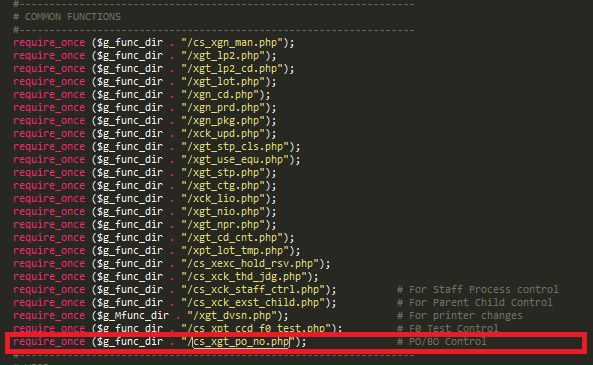 #----------------------------------------------------------------
# COMMON FUNCTIONS
#----------------------------------------------------------------
require_once ($g_func_dir . "/cs_xgn_man.php");
require_once ($g_func_dir . "/xgt_lp2.php");
require_once ($g_func_dir . "/xgt_lp2_cd.php");
require_once ($g_func_dir . "/xgt_lot.php");
require_once ($g_func_dir . "/xgn_cd.php");
require_once ($g_func_dir . "/xgn_prd.php");
require_once ($g_func_dir . "/xgn_pkg.php");
require_once ($g_func_dir . "/xck_upd.php");
require_once ($g_func_dir . "/xgt_stp_cls.php");
require_once ($g_func_dir . "/xgt_use_equ.php");
require_once ($g_func_dir . "/xgt_stp.php");
require_once ($g_func_dir . "/xgt_ctg.php");
require_once ($g_func_dir . "/xck_lio.php");
require_once ($g_func_dir . "/xgt_nio.php");
require_once ($g_func_dir . "/xgt_npr.php");
require_once ($g_func_dir . "/xgt_cd_cnt.php");
require_once ($g_func_dir . "/xpt_lot_tmp.php");
require_once ($g_func_dir . "/cs_xexc_hold_rsv.php");
require_once ($g_func_dir . "/cs_xck_thd_jdg.php");
require_once ($g_func_dir . "/cs_xck_staff_ctrl.php"); # For Staff Process control
require_once ($g_func_dir . "/cs_xck_exst_child.php"); # For Parent Child Control
require_once ($g_Mfunc_dir . "/xgt_dvsn.php"); # For printer changes
require_once ($g_func_dir . "/cs_xpt_ccd_f0_test.php"); # F0 Test Control
require_once ($g_func_dir . "/cs_xgt_po_no.php"); # PO/BO Control
#----------------------------------------------------------------